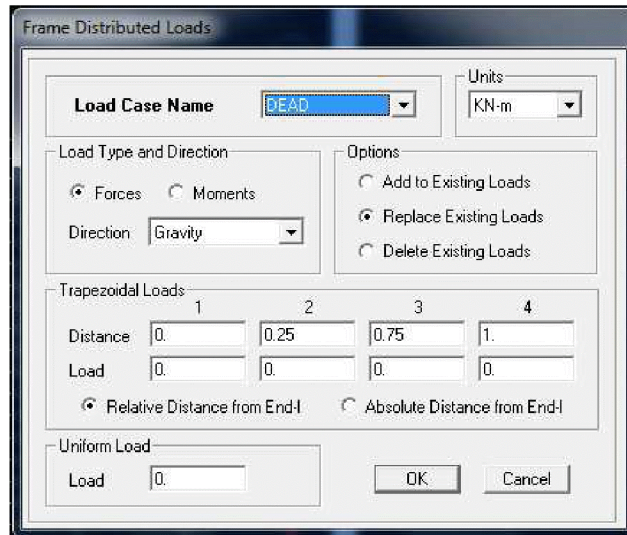 Frame Distributed Loads
Units
Load Case Name DEAD KN-m
Load Type and Direction Options
Forces Moments Add to Existing Loads
Direction Gravity Replace Existing Loads
Delete Existing Loads
Trapezoidal Loads
1 2 3 4
Distance 0. 0.25 0.75 1.
Load 0. 0. 0. 0.
Relative Distance from End-I Absolute Distance from End-I
Uniform Load
Load 0. OK Cancel